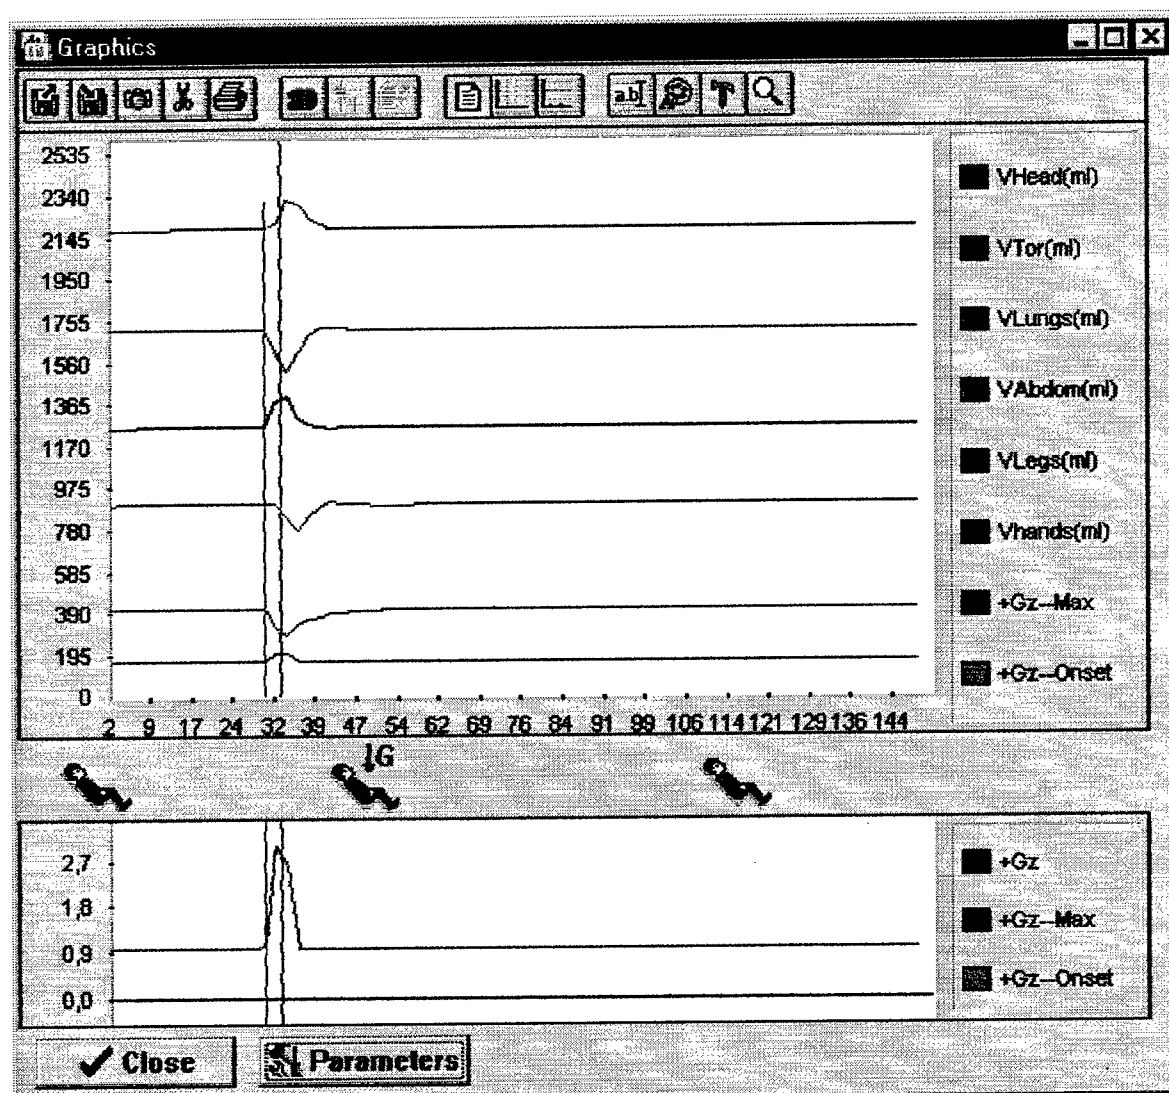 Graphics
ab
2535
2340
2145
1950
1755
1560
1365
1170
975
780
585
390
195
0
2 9 17 24 32 39 47 54 62 69 76 84 91 99 106 114 121 129 136 144
VHead(ml)
VTor(ml)
VLungs(ml)
VAbdom(ml)
VLegs(ml)
Vhands(ml)
+Gz--Max
+Gz--Onset
G
2,7
1,8
0,9
0,0
+Gz
+Gz--Max
+Gz--Onset
Close
Parameters